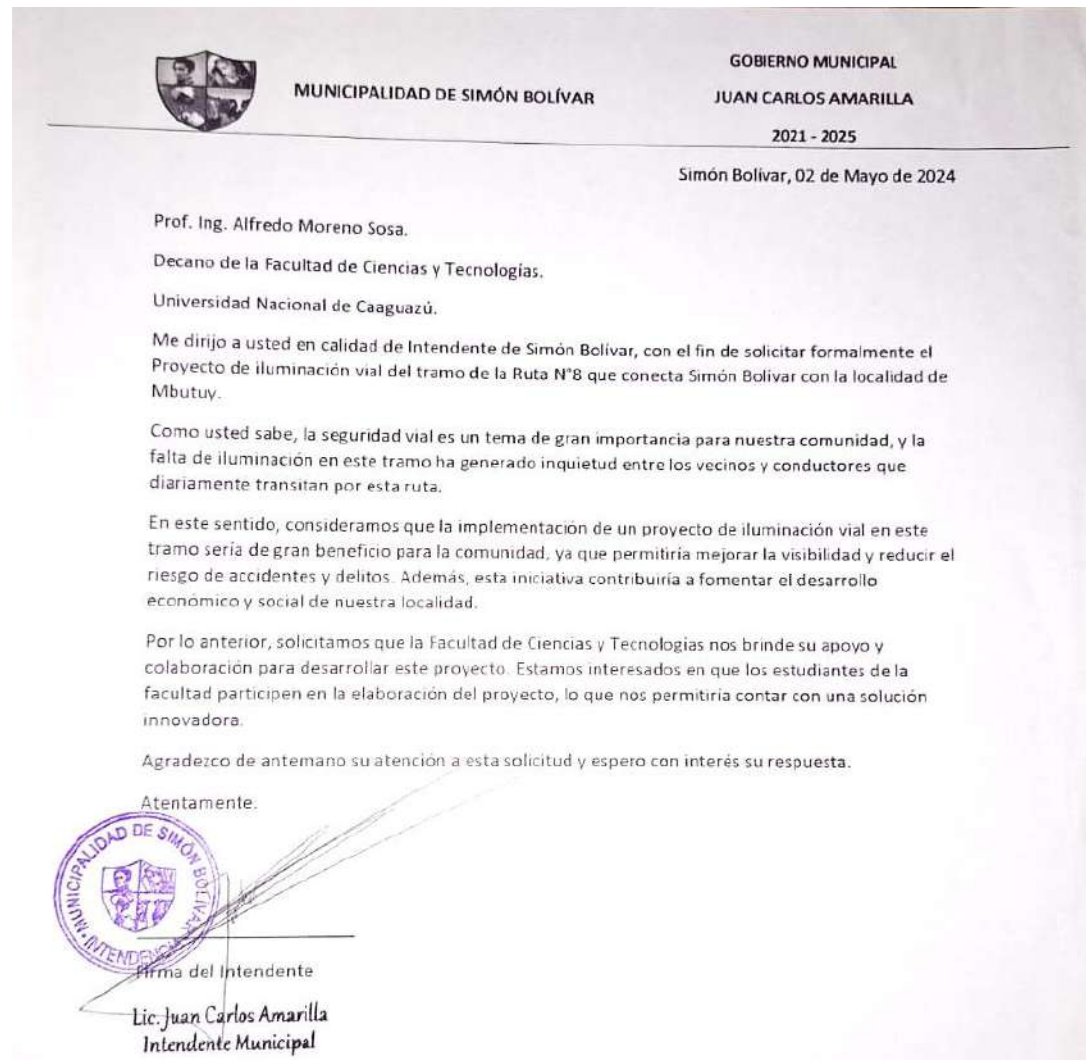 MUNICIPALIDAD DE SIMÓN BOLÍVAR
GOBIERNO MUNICIPAL
JUAN CARLOS AMARILLA
2021 - 2025
Simón Bolívar, 02 de Mayo de 2024
Prof. Ing. Alfredo Moreno Sosa.
Decano de la Facultad de Ciencias y Tecnologías.
Universidad Nacional de Caaguazú.
Me dirijo a usted en calidad de Intendente de Simón Bolívar, con el fin de solicitar formalmente el
Proyecto de iluminación vial del tramo de la Ruta N°8 que conecta Simón Bolívar con la localidad de
Mbutuy.
Como usted sabe, la seguridad vial es un tema de gran importancia para nuestra comunidad, y la
falta de iluminación en este tramo ha generado inquietud entre los vecinos y conductores que
diariamente transitan por esta ruta.
En este sentido, consideramos que la implementación de un proyecto de iluminación vial en este
tramo sería de gran beneficio para la comunidad, ya que permitiría mejorar la visibilidad y reducir el
riesgo de accidentes y delitos. Además, esta iniciativa contribuiría a fomentar el desarrollo
económico y social de nuestra localidad.
Por lo anterior, solicitamos que la Facultad de Ciencias y Tecnologías nos brinde su apoyo y
colaboración para desarrollar este proyecto. Estamos interesados en que los estudiantes de la
facultad participen en la elaboración del proyecto, lo que nos permitiría contar con una solución
innovadora.
Agradezco de antemano su atención a esta solicitud y espero con interés su respuesta.
Atentamente.
MUNICIPALIDAD DE SIMÓN BOLÍVAR
INTENDENCIA
Firma del Intendente
Lic. Juan Carlos Amarilla
Intendente Municipal